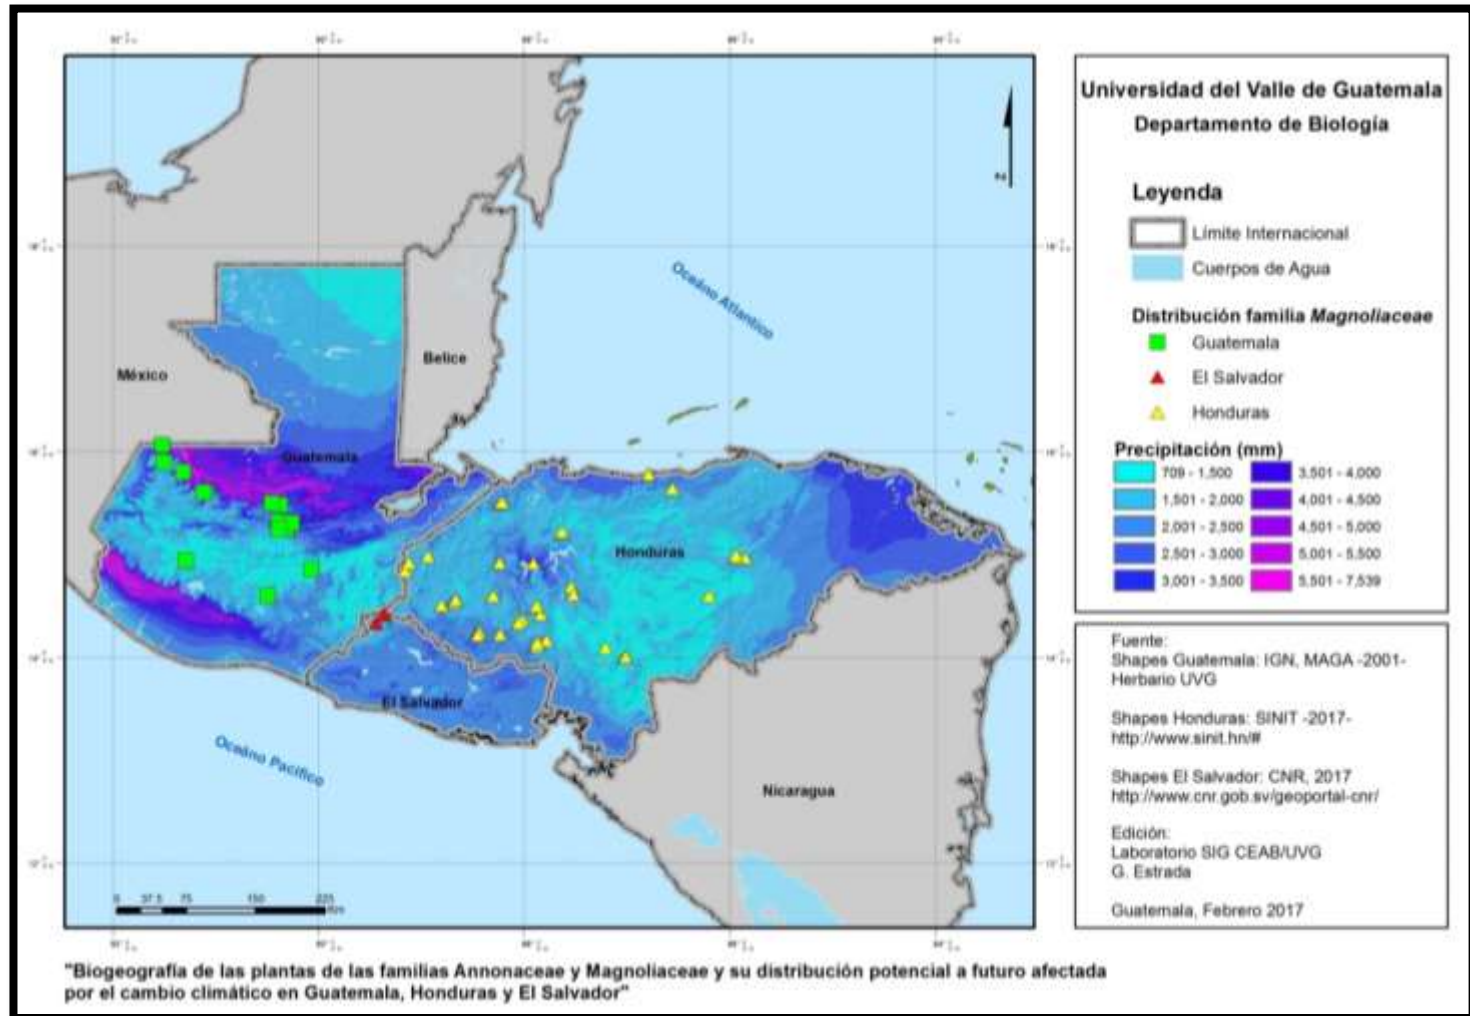 Universidad del Valle de Guatemala
Departamento de Biología
Leyenda
Límite Internacional
Cuerpos de Agua
Distribución familia Magnoliaceae
Guatemala
El Salvador
Honduras
Precipitación (mm)
709 - 1,500
3,501 - 4,000
1,501 - 2,000
4,001 - 4,500
2,001 - 2,500
4,501 - 5,000
2,501 - 3,000
5,001 - 5,500
3,001 - 3,500
5,501 - 7,539
Fuente:
Shapes Guatemala: IGN, MAGA -2001-
Herbario UVG
Shapes Honduras: SINIT -2017-
http://www.sinit.hn/#
Shapes El Salvador: CNR, 2017
http://www.cnr.gob.sv/geoportal-cnr/
Edición:
Laboratorio SIG CEAB/UVG
G. Estrada
Guatemala, Febrero 2017
Océano Atlantico
Belice
México
Guatemala
Honduras
El Salvador
Océano Pacífico
Nicaragua
0 37.5 75 150 225
Kms
"Biogeografía de las plantas de las familias Annonaceae y Magnoliaceae y su distribución potencial a futuro afectada
por el cambio climático en Guatemala, Honduras y El Salvador"